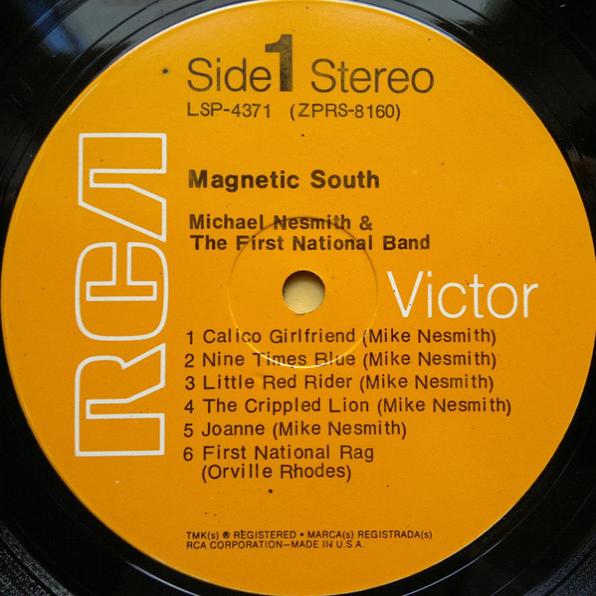 Side 1 Stereo
LSP-4371 (ZPRS-8160)
RCA
Magnetic South
Michael Nesmith &
The First National Band
Victor
1 Calico Girlfriend (Mike Nesmith)
2 Nine Times Blue (Mike Nesmith)
3 Little Red Rider (Mike Nesmith)
4 The Crippled Lion (Mike Nesmith)
5 Joanne (Mike Nesmith)
6 First National Rag
(Orville Rhodes)
TMK(s) ® REGISTERED • MARCA(s) REGISTRADA(s)
RCA CORPORATION–MADE IN U.S.A.